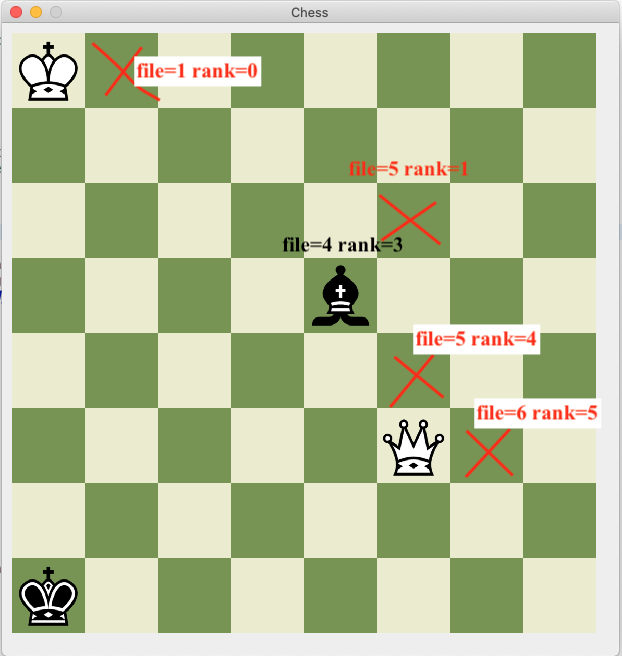 Chess
file=1 rank=0
file=5 rank=1
file=4 rank=3
file=5 rank=4
file=6 rank=5